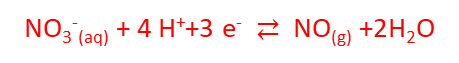 NO₃⁻(aq) + 4 H⁺+3 e⁻ ⇄ NO(g) +2H₂O